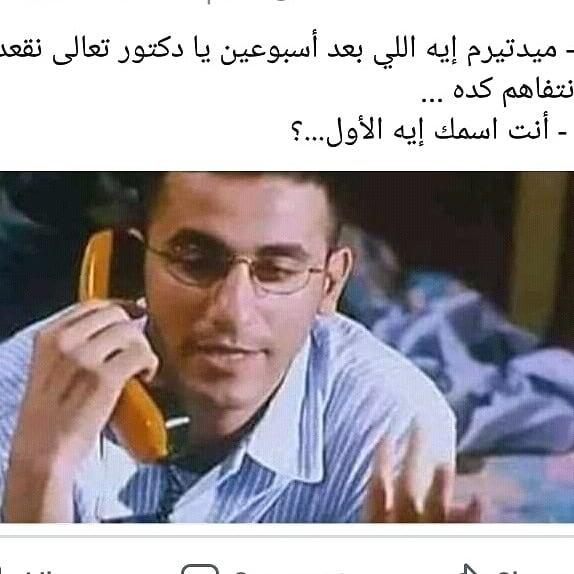 - ميدتيرم إيه اللي بعد أسبوعين يا دكتور تعالى نقعد
نتفاهم كده ...
- أنت اسمك إيه الأول...؟